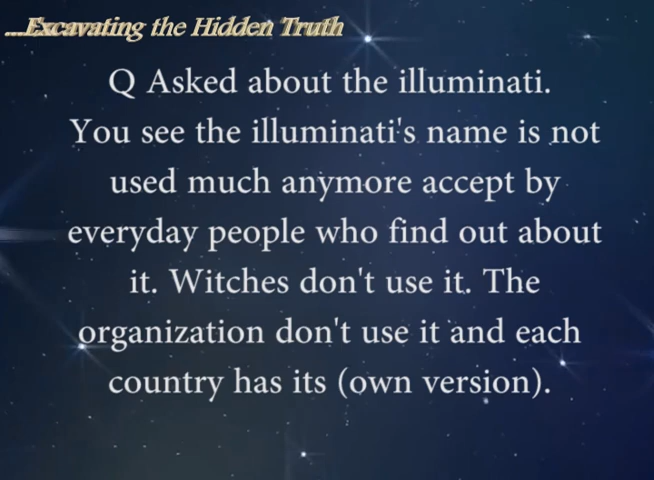 ...Excavating the Hidden Truth
Q Asked about the illuminati.
You see the illuminati's name is not
used much anymore accept by
everyday people who find out about
it. Witches don't use it. The
organization don't use it and each
country has its (own version).